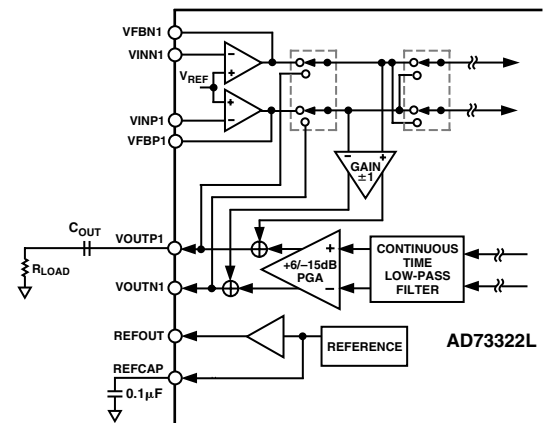 VFBN1
VINN1
VREF
VINP1
VFBP1
GAIN
±1
COUT
VOUTP1
RLOAD
+6/–15dB
PGA
CONTINUOUS
TIME
LOW-PASS
FILTER
VOUTN1
REFOUT
REFERENCE
AD73322L
REFCAP
0.1μF